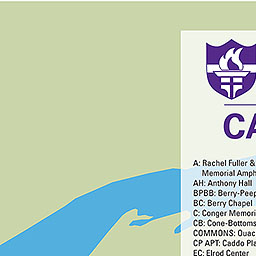 CA
A: Rachel Fuller &
Memorial Amph
AH: Anthony Hall
BPBB: Berry-Peep
BC: Berry Chapel
C: Conger Memori
CB: Cone-Bottoms
COMMONS: Ouac
CP APT: Caddo Pla
EC: Elrod Center